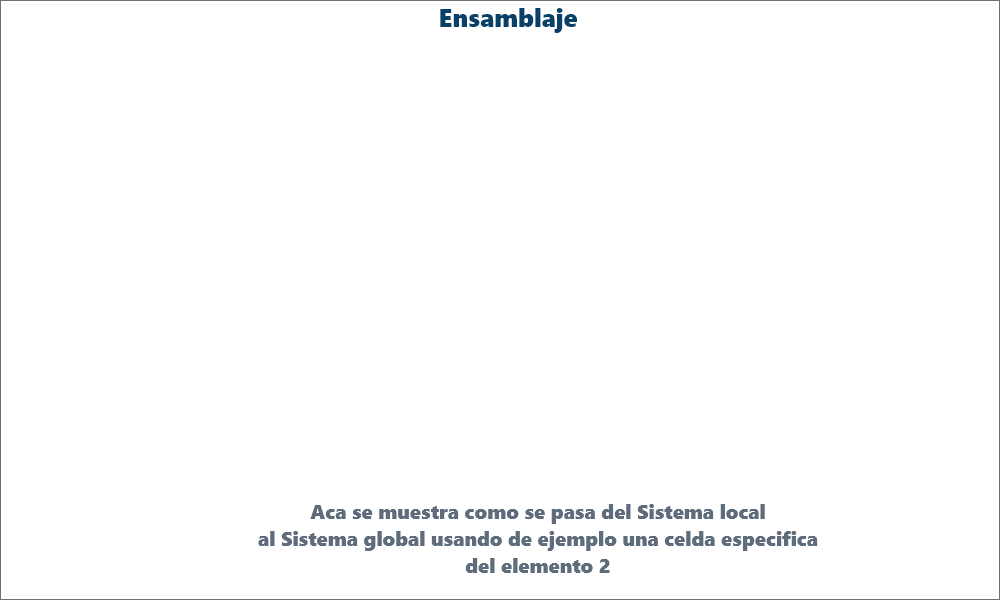 Ensamblaje
Aca se muestra como se pasa del Sistema local
al Sistema global usando de ejemplo una celda especifica
del elemento 2